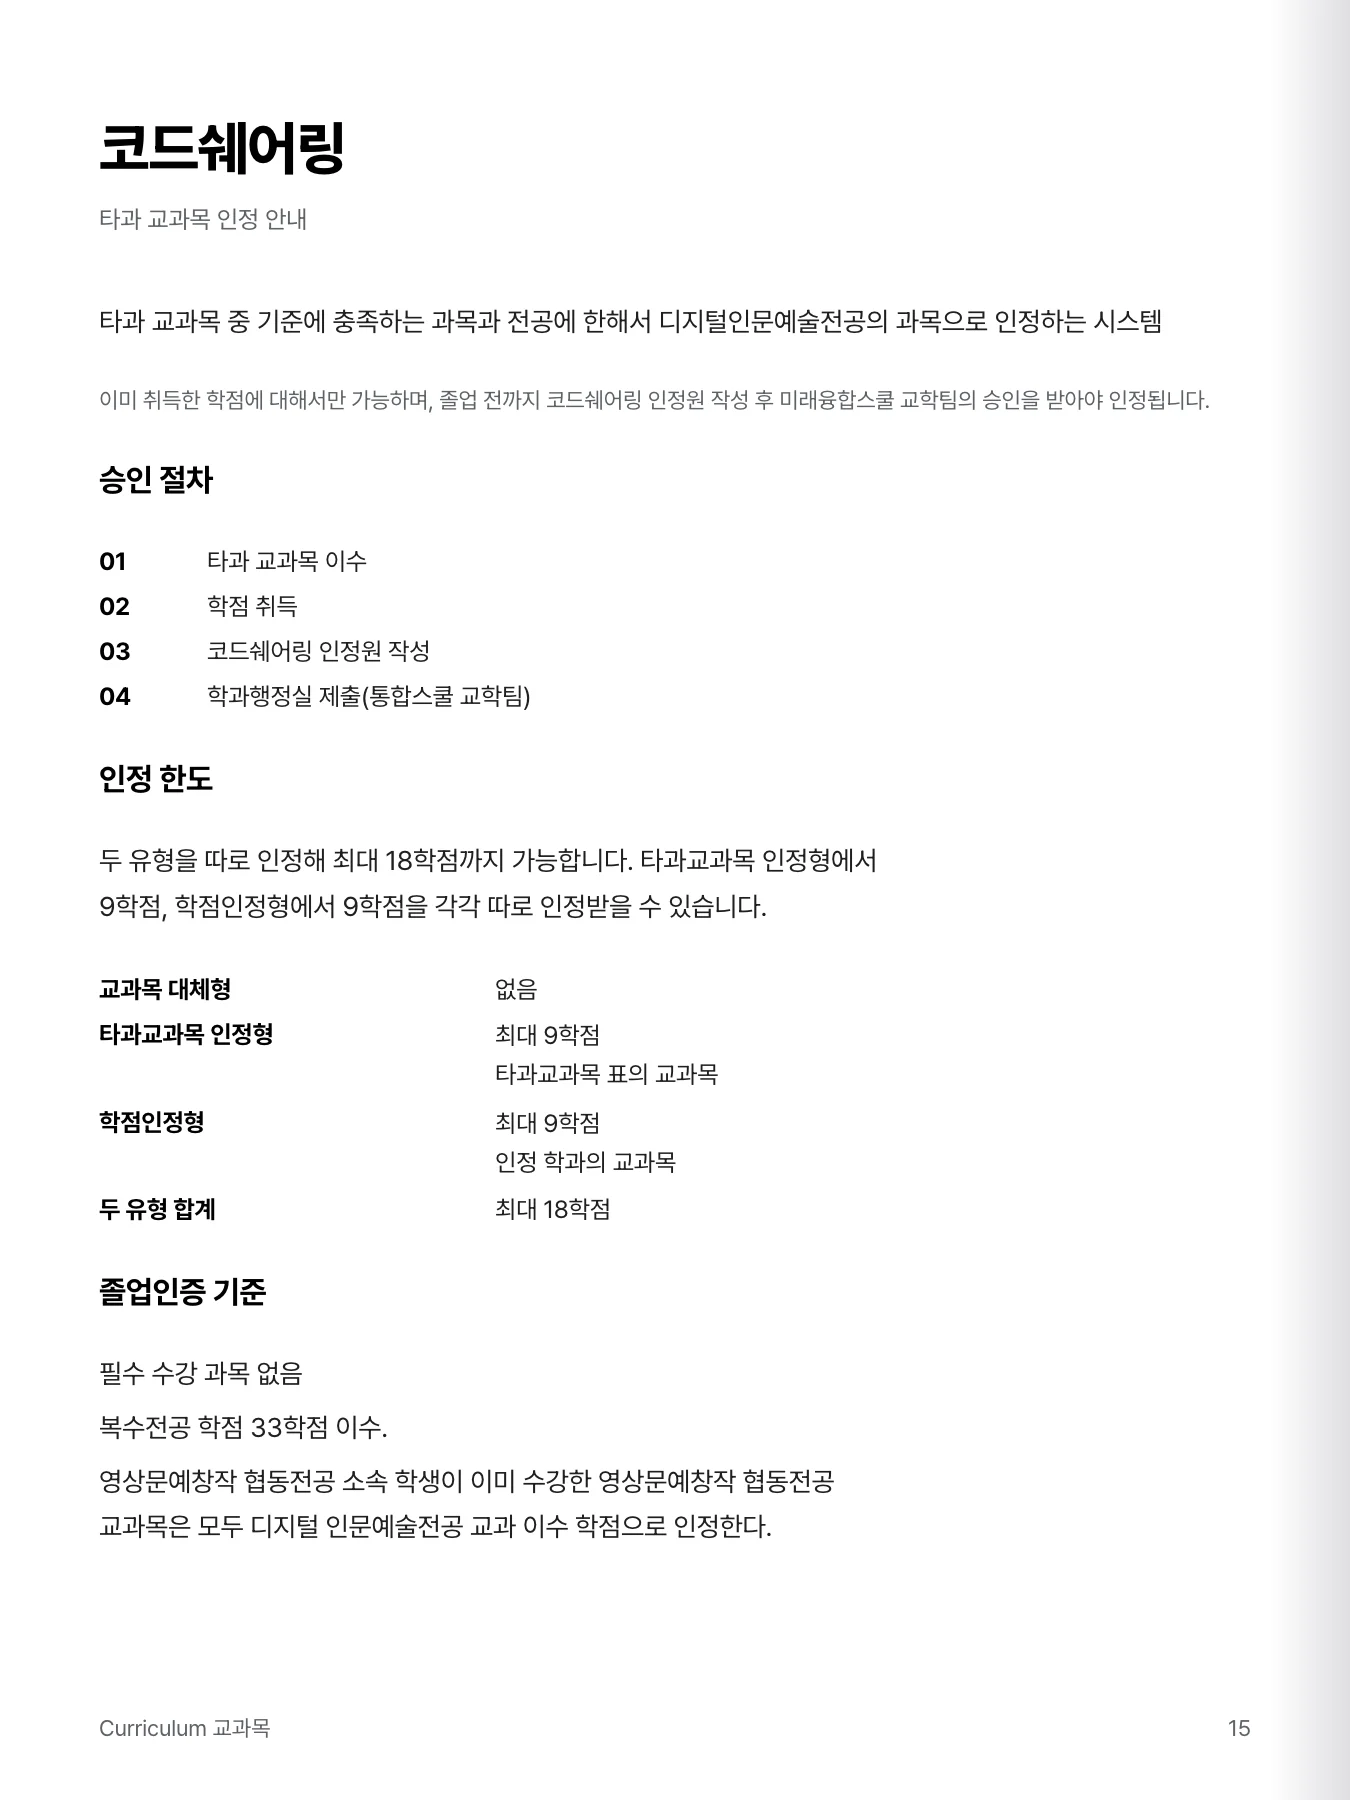 코드쉐어링
타과 교과목 인정 안내
타과 교과목 중 기준에 충족하는 과목과 전공에 한해서 디지털인문예술전공의 과목으로 인정하는 시스템
이미 취득한 학점에 대해서만 가능하며, 졸업 전까지 코드쉐어링 인정원 작성 후 미래융합스쿨 교학팀의 승인을 받아야 인정됩니다.
승인 절차
01 타과 교과목 이수
02 학점 취득
03 코드쉐어링 인정원 작성
04 학과행정실 제출(통합스쿨 교학팀)
인정 한도
두 유형을 따로 인정해 최대 18학점까지 가능합니다. 타과교과목 인정형에서
9학점, 학점인정형에서 9학점을 각각 따로 인정받을 수 있습니다.
교과목 대체형 없음
타과교과목 인정형 최대 9학점
타과교과목 표의 교과목
학점인정형 최대 9학점
인정 학과의 교과목
두 유형 합계 최대 18학점
졸업인증 기준
필수 수강 과목 없음
복수전공 학점 33학점 이수.
영상문예창작 협동전공 소속 학생이 이미 수강한 영상문예창작 협동전공
교과목은 모두 디지털 인문예술전공 교과 이수 학점으로 인정한다.
Curriculum 교과목 15